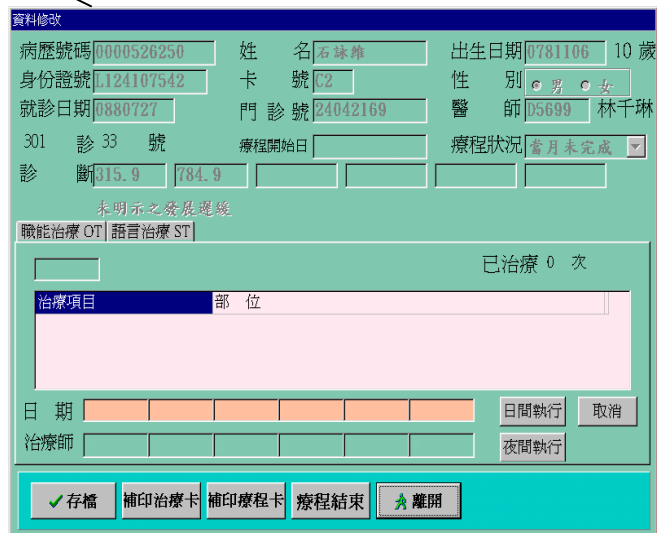 資料修改
病歷號碼 0000526250 姓 名 石詠維 出生日期 0781106 10 歲
身份證號 L124107542 卡 號 C2 性 別 男 女
就診日期 0880727 門 診 號 24042169 醫 師 D5699 林千琳
301 診 33 號 療程開始日 療程狀況 當月未完成
診 斷 315.9 784.9
未明示之發展遲緩
職能治療 OT 語言治療 ST
已治療 0 次
治療項目 部 位
日 期 日間執行 取消
治療師 夜間執行
存檔 補印治療卡 補印療程卡 療程結束 離開